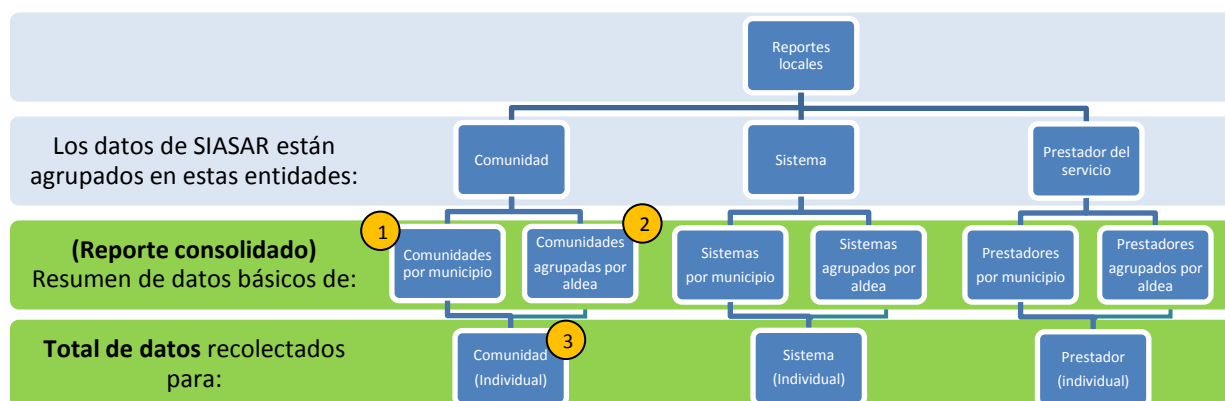 Reportes
locales
Los datos de SIASAR están
agrupados en estas entidades:
Comunidad
Sistema
Prestador del
servicio
(Reporte consolidado)
Resumen de datos básicos de:
1
Comunidades
por municipio
2
Comunidades
agrupadas por
aldea
Sistemas
por municipio
Sistemas
agrupados por
aldea
Prestadores
por municipio
Prestadores
agrupados por
aldea
Total de datos recolectados
para:
3
Comunidad
(Individual)
Sistema
(Individual)
Prestador
(individual)